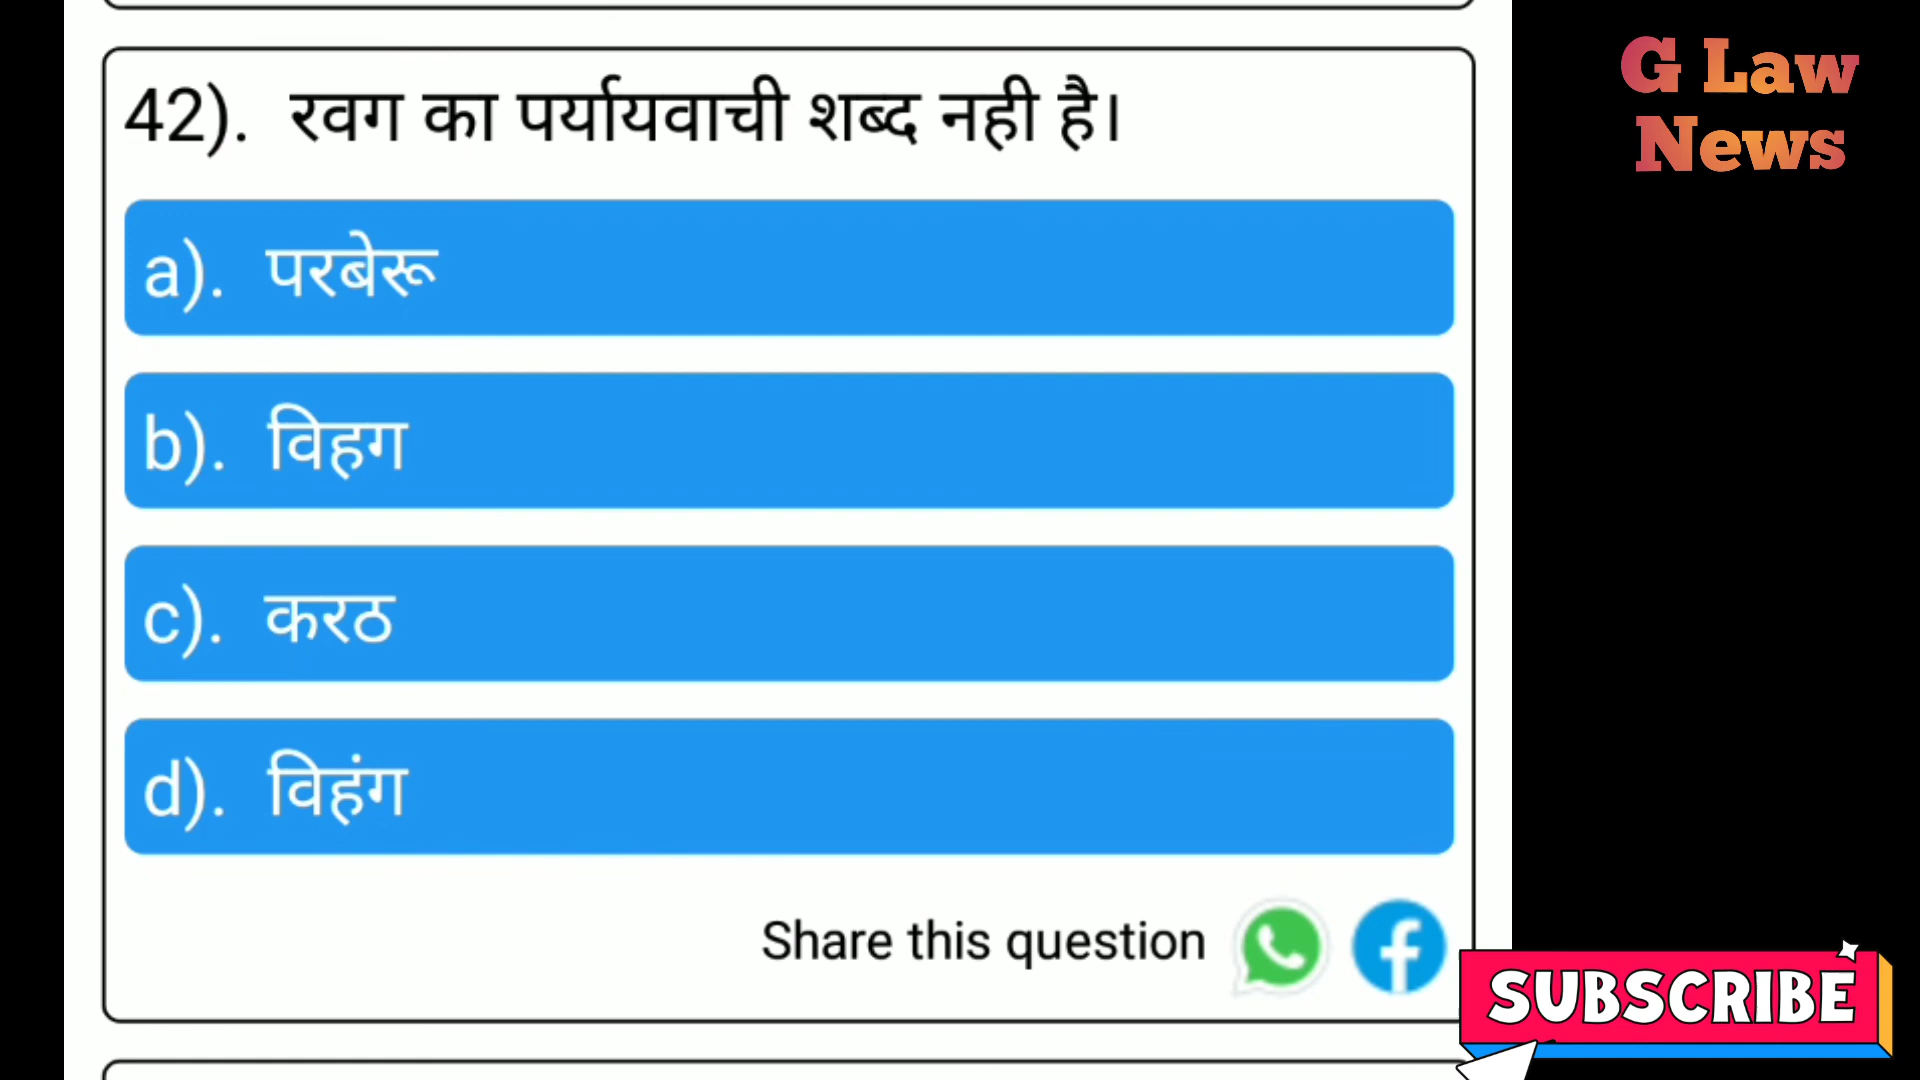 G Law
News
42). रवग का पर्यायवाची शब्द नही है।
a). परबेरू
b). विहग
c). करठ
d). विहंग
Share this question
SUBSCRIBE